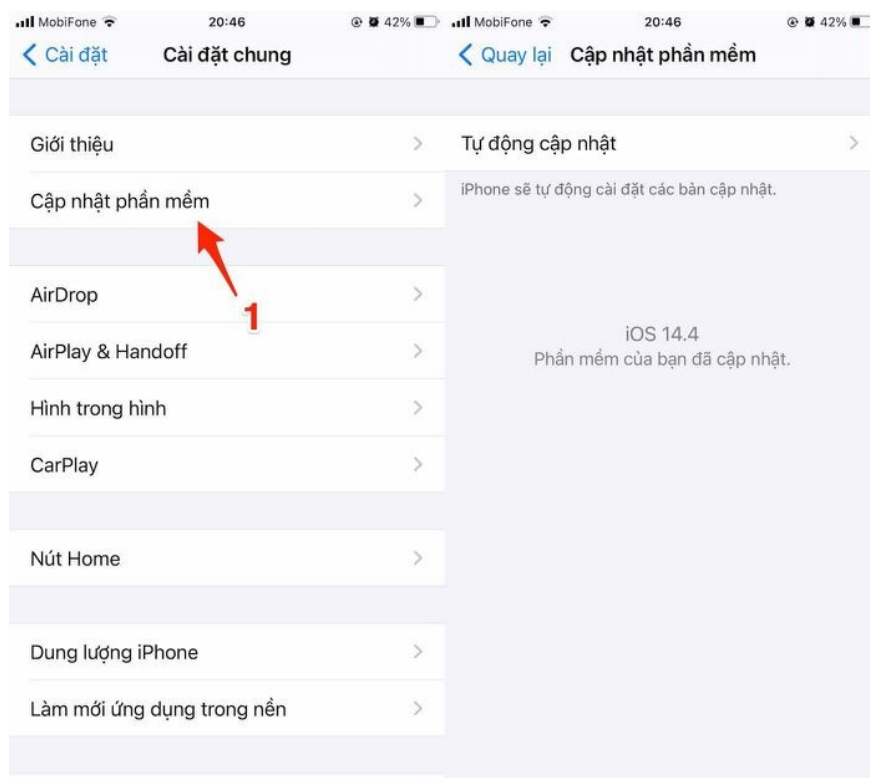 MobiFone 20:46 42%
Cài đặt Cài đặt chung
Giới thiệu
Cập nhật phần mềm
1
AirDrop
AirPlay & Handoff
Hình trong hình
CarPlay
Nút Home
Dung lượng iPhone
Làm mới ứng dụng trong nền
MobiFone 20:46 42%
Quay lại Cập nhật phần mềm
Tự động cập nhật
iPhone sẽ tự động cài đặt các bản cập nhật.
iOS 14.4
Phần mềm của bạn đã cập nhật.